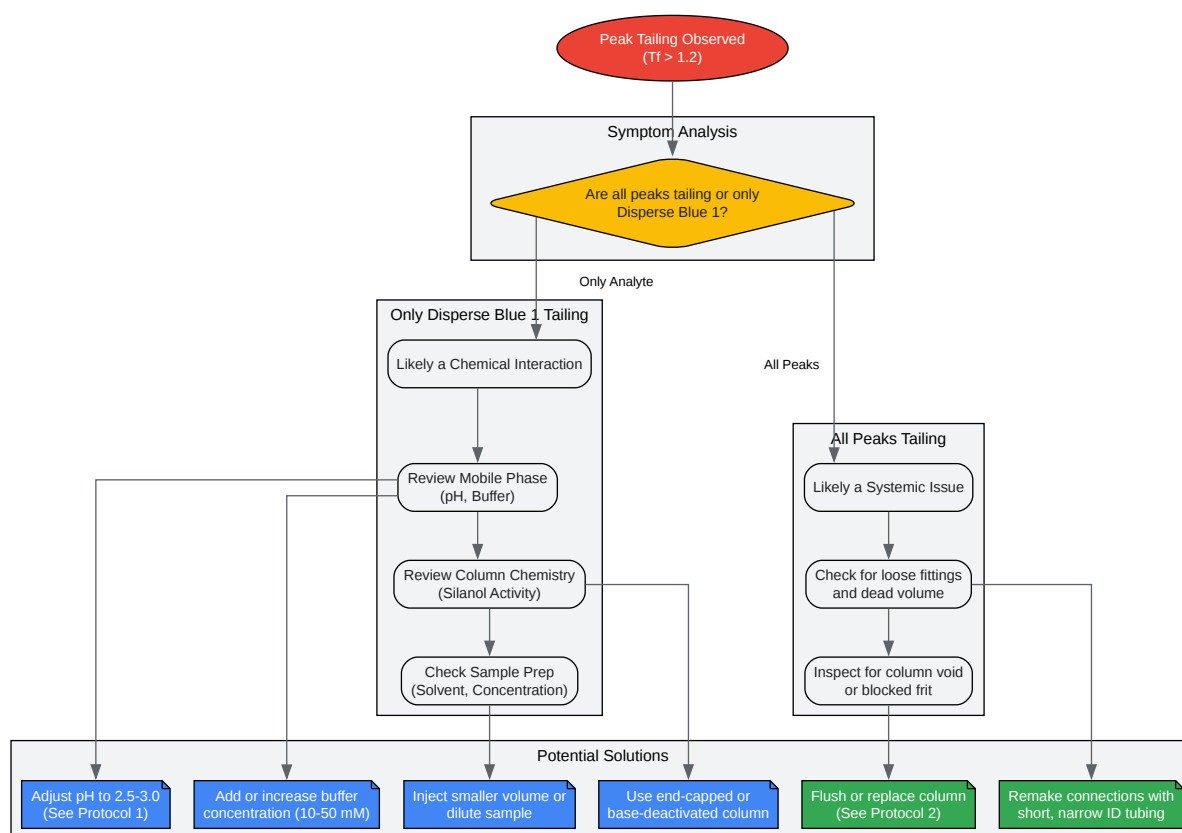 Peak Tailing Observed
(Tf > 1.2)
Symptom Analysis
Are all peaks tailing or only
Disperse Blue 1?
Only Analyte
All Peaks
Only Disperse Blue 1 Tailing
Likely a Chemical Interaction
Review Mobile Phase
(pH, Buffer)
Review Column Chemistry
(Silanol Activity)
Check Sample Prep
(Solvent, Concentration)
All Peaks Tailing
Likely a Systemic Issue
Check for loose fittings
and dead volume
Inspect for column void
or blocked frit
Potential Solutions
Adjust pH to 2.5-3.0
(See Protocol 1)
Add or increase buffer
concentration (10-50 mM)
Inject smaller volume or
dilute sample
Use end-capped or
base-deactivated column
Flush or replace column
(See Protocol 2)
Remake connections with
short, narrow ID tubing